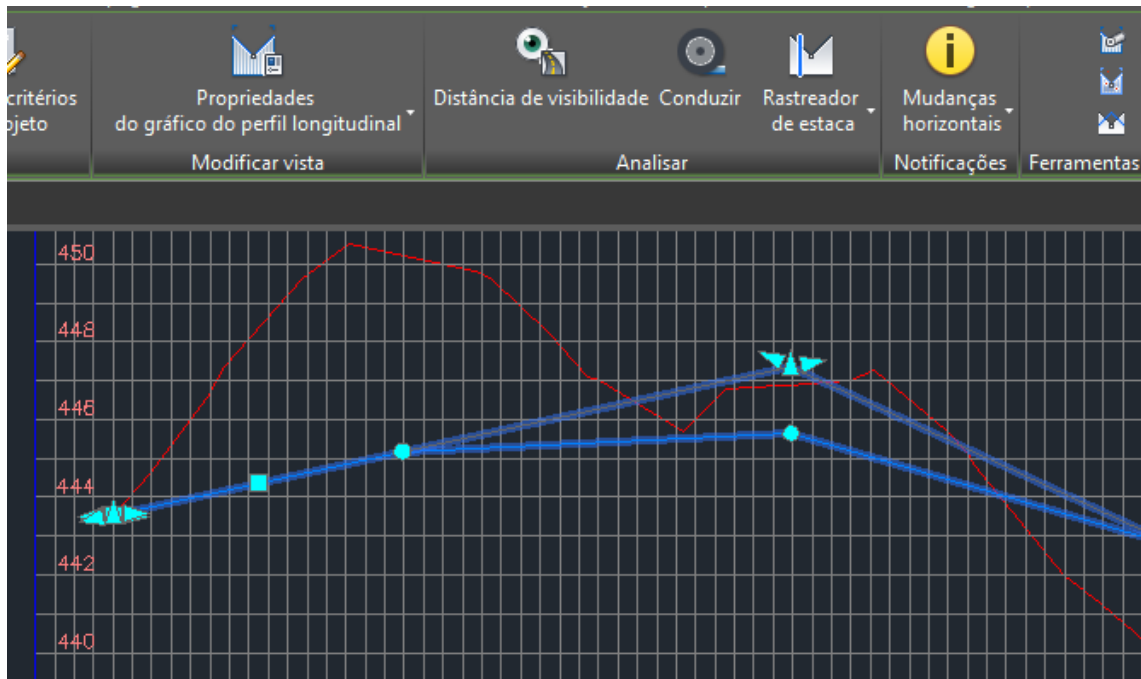 critérios
Propriedades
do gráfico do perfil longitudinal
Distância de visibilidade
Conduzir
Rastreador
de estaca
Mudanças
horizontais
Modificar vista
Analisar
Notificações
Ferramentas
450
448
446
444
442
440